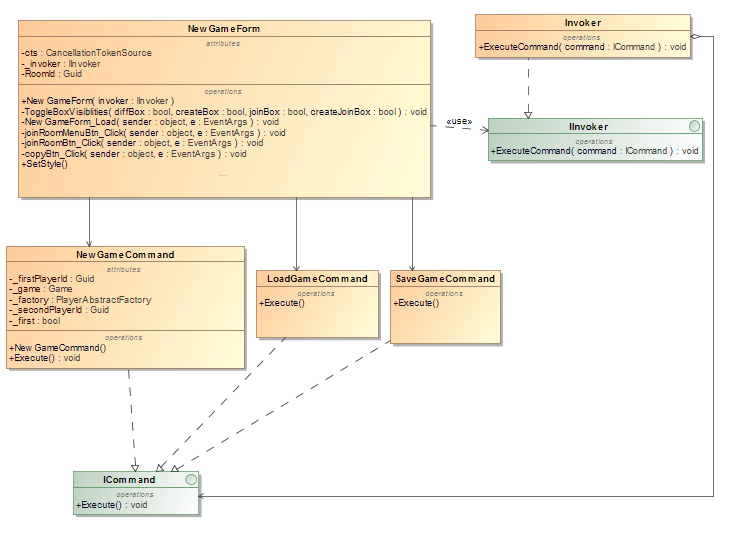 NewGameForm
attributes
-cts : CancellationTokenSource
-_invoker : IInvoker
-RoomId : Guid
operations
+New GameForm( invoker : IInvoker )
-ToggleBoxVisiblities( diffBox : bool, createBox : bool, joinBox : bool, createJoinBox : bool ) : void
-New GameForm_Load( sender : object, e : EventArgs ) : void
-joinRoomMenuBtn_Click( sender : object, e : EventArgs ) : void
-joinRoomBtn_Click( sender : object, e : EventArgs ) : void
-copyBtn_Click( sender : object, e : EventArgs ) : void
+SetStyle()
...
Invoker
operations
+ExecuteCommand( command : ICommand ) : void
«use»
IInvoker
operations
+ExecuteCommand( command : ICommand ) : void
NewGameCommand
attributes
-_firstPlayerId : Guid
-_game : Game
-_factory : PlayerAbstractFactory
-_secondPlayerId : Guid
-_first : bool
operations
+New GameCommand()
+Execute() : void
LoadGameCommand
operations
+Execute()
SaveGameCommand
operations
+Execute()
ICommand
operations
+Execute() : void